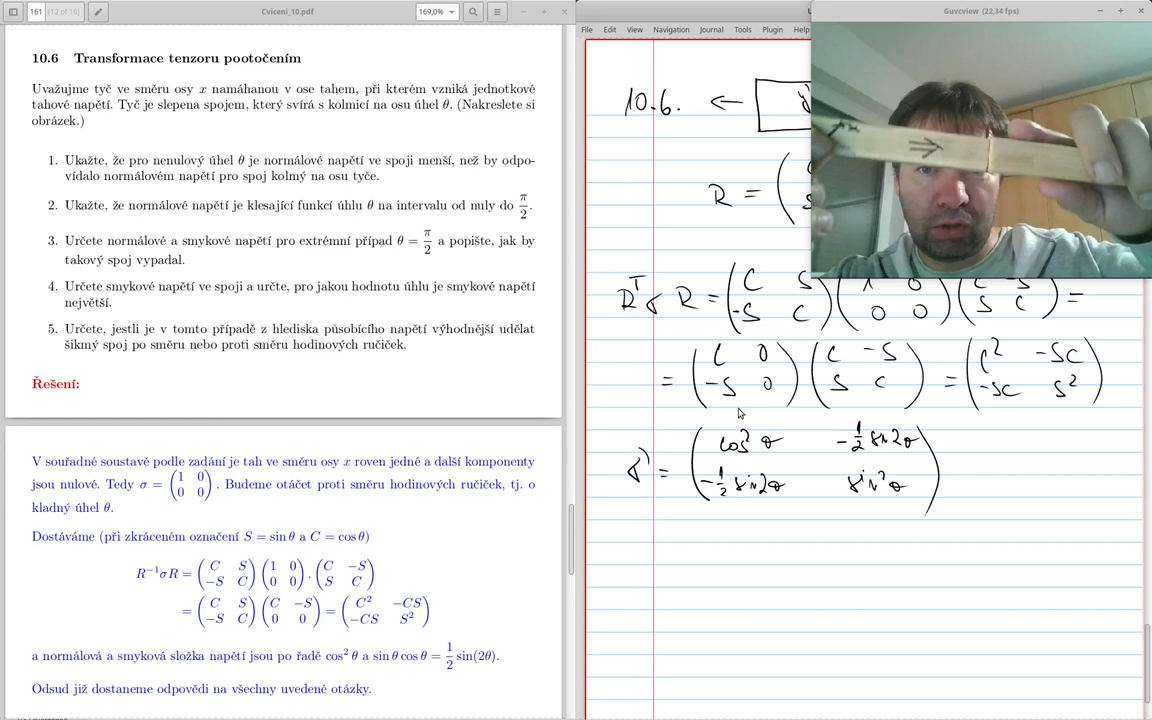 161 (12 of 16)
Cviceni_10.pdf
169,0%
Guvcview (22,34 fps)
File Edit View Navigation Journal Tools Plugin Help
10.6 Transformace tenzoru pootočením
Uvažujme tyč ve směru osy x namáhanou v ose tahem, při kterém vzniká jednotkové
tahové napětí. Tyč je slepena spojem, který svírá s kolmicí na osu úhel θ. (Nakreslete si
obrázek.)
1. Ukažte, že pro nenulový úhel θ je normálové napětí ve spoji menší, než by odpo-
vídalo normálovém napětí pro spoj kolmý na osu tyče.
2. Ukažte, že normálové napětí je klesající funkcí úhlu θ na intervalu od nuly do π/2.
3. Určete normálové a smykové napětí pro extrémní případ θ = π/2 a popište, jak by
takový spoj vypadal.
4. Určete smykové napětí ve spoji a určte, pro jakou hodnotu úhlu je smykové napětí
největší.
5. Určete, jestli je v tomto případě z hlediska působícího napětí výhodnější udělat
šikmý spoj po směru nebo proti směru hodinových ručiček.
Řešení:
V souřadné soustavě podle zadání je tah ve směru osy x roven jedné a další komponenty
jsou nulové. Tedy σ = (1 0; 0 0). Budeme otáčet proti směru hodinových ručiček, tj. o
kladný úhel θ.
Dostáváme (při zkráceném označení S = sin θ a C = cos θ)
R⁻¹σR = (C S; −S C) (1 0; 0 0) . (C −S; S C)
= (C S; −S C) (C −S; 0 0) = (C² −CS; −CS S²)
a normálová a smyková složka napětí jsou po řadě cos² θ a sin θ cos θ = 1/2 sin(2θ).
Odsud již dostaneme odpovědi na všechny uvedené otázky.
10.6. ←
R = (
Rᵀ σ R = (C S; -S C) (1 0; 0 0) (C -S; S C) =
= (C 0; -S 0) (C -S; S C) = (C² -SC; -SC S²)
σ' = (cos² θ -1/2 sin 2θ; -1/2 sin 2θ sin² θ)